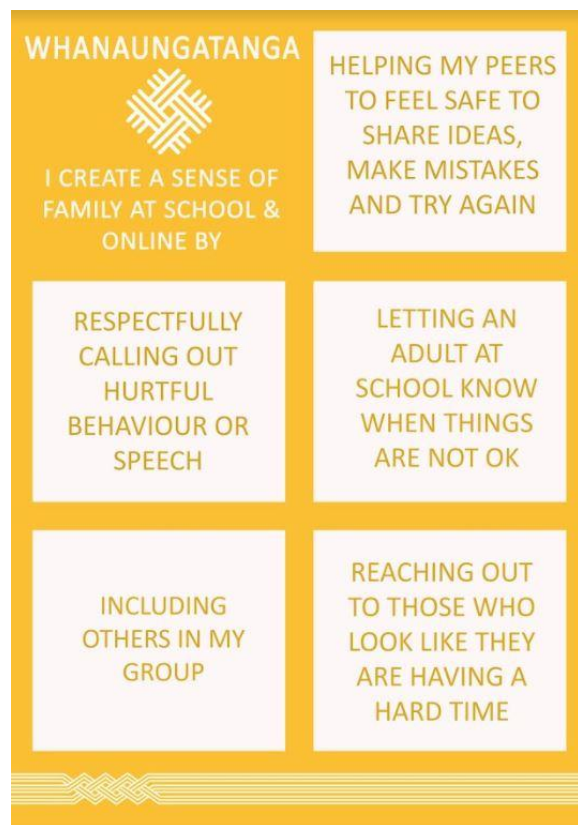 WHANAUNGATANGA
I CREATE A SENSE OF
FAMILY AT SCHOOL &
ONLINE BY
HELPING MY PEERS
TO FEEL SAFE TO
SHARE IDEAS,
MAKE MISTAKES
AND TRY AGAIN
RESPECTFULLY
CALLING OUT
HURTFUL
BEHAVIOUR OR
SPEECH
LETTING AN
ADULT AT
SCHOOL KNOW
WHEN THINGS
ARE NOT OK
INCLUDING
OTHERS IN MY
GROUP
REACHING OUT
TO THOSE WHO
LOOK LIKE THEY
ARE HAVING A
HARD TIME